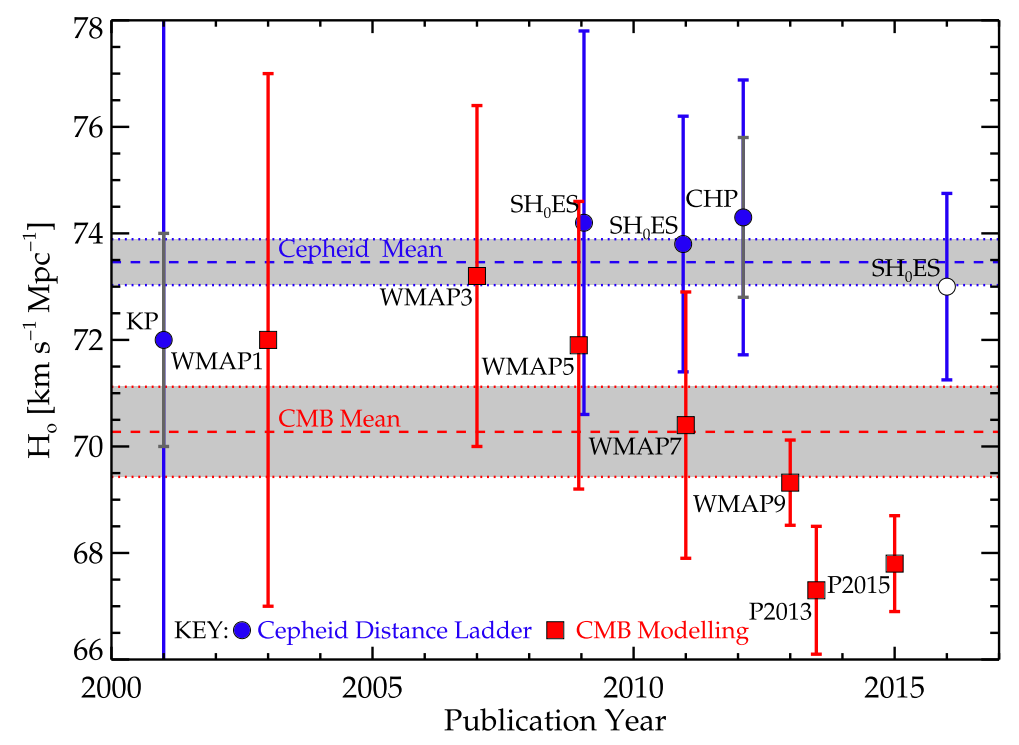 78
76
74
72
70
68
66
H₀ [km s⁻¹ Mpc⁻¹]
SH₀ES
SH₀ES
CHP
Cepheid Mean
SH₀ES
WMAP3
KP
WMAP1
WMAP5
CMB Mean
WMAP7
WMAP9
P2015
P2013
KEY: Cepheid Distance Ladder CMB Modelling
2000 2005 2010 2015
Publication Year